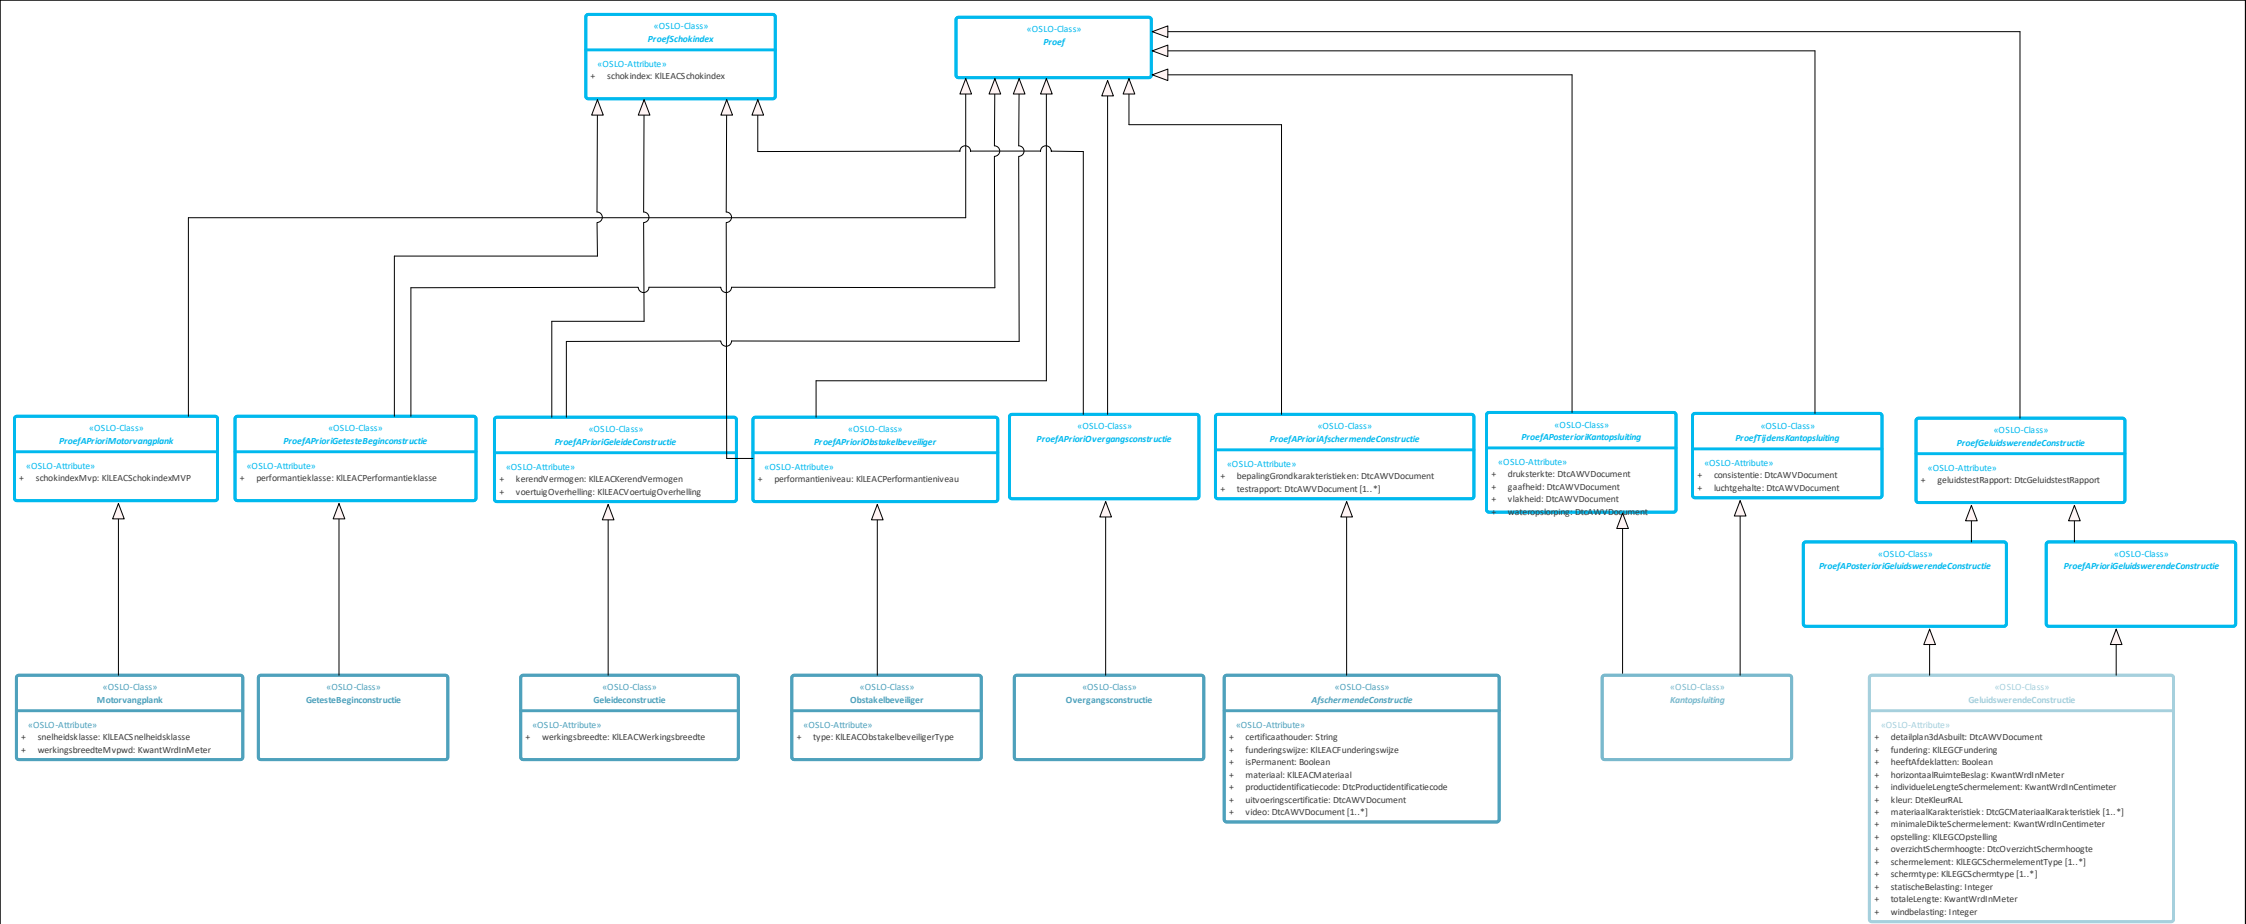 «OSLO-Class»
ProefSchokindex
«OSLO-Attribute»
+ schokindex: KlLEACSchokindex
«OSLO-Class»
Proef
«OSLO-Class»
ProefAPrioriMotorvangplank
«OSLO-Attribute»
+ schokindexMvp: KlLEACSchokindexMVP
«OSLO-Class»
ProefAPrioriGetesteBeginconstructie
«OSLO-Attribute»
+ performantieklasse: KlLEACPerformantieklasse
«OSLO-Class»
ProefAPrioriGeleideConstructie
«OSLO-Attribute»
+ kerendVermogen: KlLEACKerendVermogen
+ voertuigOverhelling: KlLEACVoertuigOverhelling
«OSLO-Class»
ProefAPrioriObstakelbeveiliger
«OSLO-Attribute»
+ performantieniveau: KlLEACPerformantieniveau
«OSLO-Class»
ProefAPrioriOvergangsconstructie
«OSLO-Class»
ProefAPrioriAfschermendeConstructie
«OSLO-Attribute»
+ bepalingGrondkarakteristieken: DtcAWVDocument
+ testrapport: DtcAWVDocument [1..*]
«OSLO-Class»
ProefAPosterioriKantopsluiting
«OSLO-Attribute»
+ druksterkte: DtcAWVDocument
+ gaafheid: DtcAWVDocument
+ vlakheid: DtcAWVDocument
+ wateropslorping: DtcAWVDocument
«OSLO-Class»
ProefTijdensKantopsluiting
«OSLO-Attribute»
+ consistentie: DtcAWVDocument
+ luchtgehalte: DtcAWVDocument
«OSLO-Class»
ProefGeluidswerendeConstructie
«OSLO-Attribute»
+ geluidstestRapport: DtcGeluidstestRapport
«OSLO-Class»
ProefAPosterioriGeluidswerendeConstructie
«OSLO-Class»
ProefAPrioriGeluidswerendeConstructie
«OSLO-Class»
Motorvangplank
«OSLO-Attribute»
+ snelheidsklasse: KlLEACSnelheidsklasse
+ werkingsbreedteMvpwd: KwantWrdInMeter
«OSLO-Class»
GetesteBeginconstructie
«OSLO-Class»
Geleideconstructie
«OSLO-Attribute»
+ werkingsbreedte: KlLEACWerkingsbreedte
«OSLO-Class»
Obstakelbeveiliger
«OSLO-Attribute»
+ type: KlLEACObstakelbeveiligerType
«OSLO-Class»
Overgangsconstructie
«OSLO-Class»
AfschermendeConstructie
«OSLO-Attribute»
+ certificaathouder: String
+ funderingswijze: KlLEACFunderingswijze
+ isPermanent: Boolean
+ materiaal: KlLEACMateriaal
+ productidentificatiecode: DtcProductidentificatiecode
+ uitvoeringscertificatie: DtcAWVDocument
+ video: DtcAWVDocument [1..*]
«OSLO-Class»
Kantopsluiting
«OSLO-Class»
GeluidswerendeConstructie
«OSLO-Attribute»
+ detailplan3dAsbuilt: DtcAWVDocument
+ fundering: KlLEGCFundering
+ heeftAfdeklatten: Boolean
+ horizontaalRuimteBeslag: KwantWrdInMeter
+ individueleLengteSchermelement: KwantWrdInCentimeter
+ kleur: DteKleurRAL
+ materiaalKarakteristiek: DtcGCMateriaalKarakteristiek [1..*]
+ minimaleDikteSchermelement: KwantWrdInCentimeter
+ opstelling: KlLEGCOpstelling
+ overzichtSchermhoogte: DtcOverzichtSchermhoogte
+ schermelement: KlLEGCSchermelementType [1..*]
+ schermtype: KlLEGCSchermtype [1..*]
+ statischeBelasting: Integer
+ totaleLengte: KwantWrdInMeter
+ windbelasting: Integer